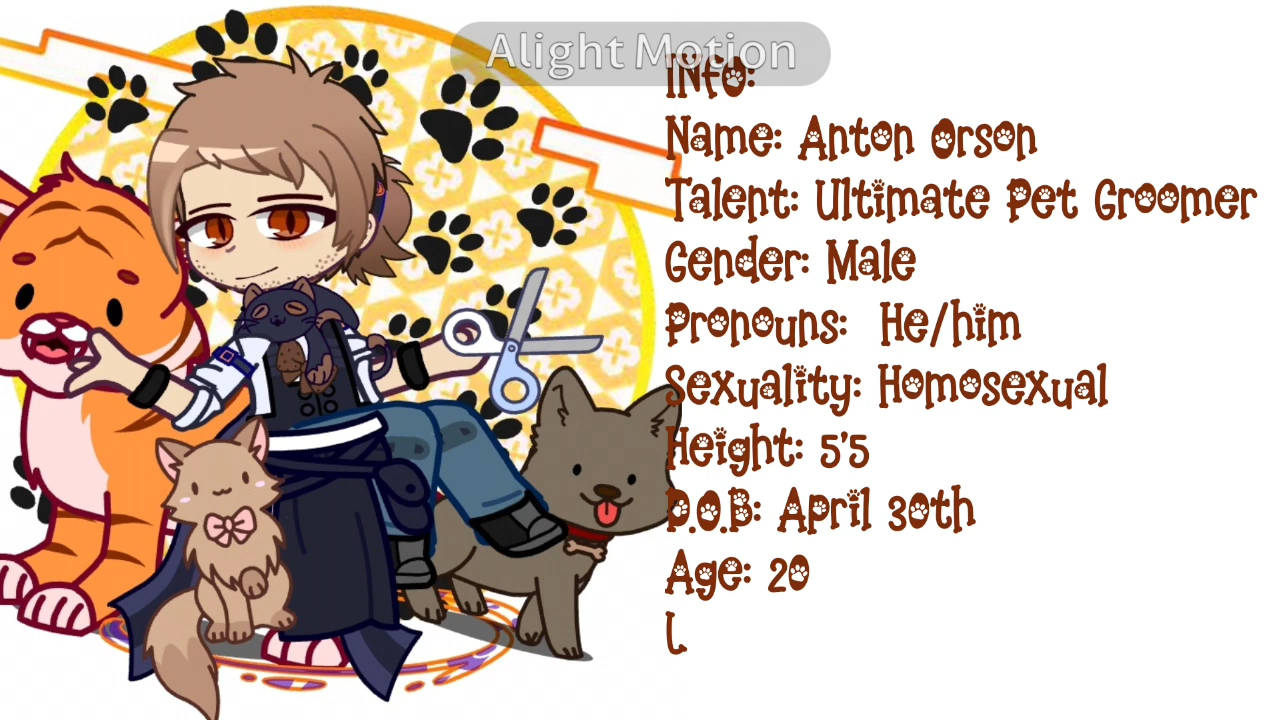 Alight Motion
INFO:
Name: Anton Orson
Talent: Ultimate Pet Groomer
Gender: Male
Pronouns: He/him
Sexuality: Homosexual
Height: 5'5
D.O.B: April 30th
Age: 20
L